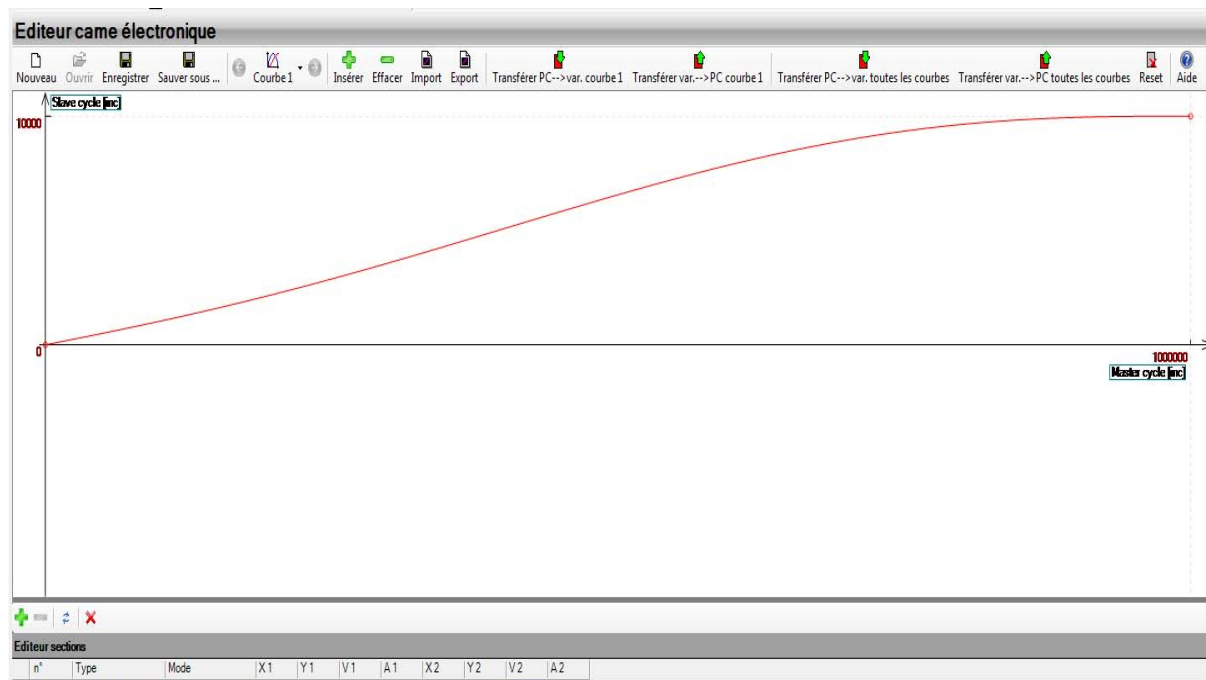 Editeur came électronique
Nouveau Ouvrir Enregistrer Sauver sous ... Courbe 1 Insérer Effacer Import Export Transférer PC-->var. courbe 1 Transférer var.-->PC courbe 1 Transférer PC-->var. toutes les courbes Transférer var.-->PC toutes les courbes Reset Aide
Slave cycle [inc]
10000
0
1000000
Master cycle [inc]
Editeur sections
n° Type Mode X1 Y1 V1 A1 X2 Y2 V2 A2